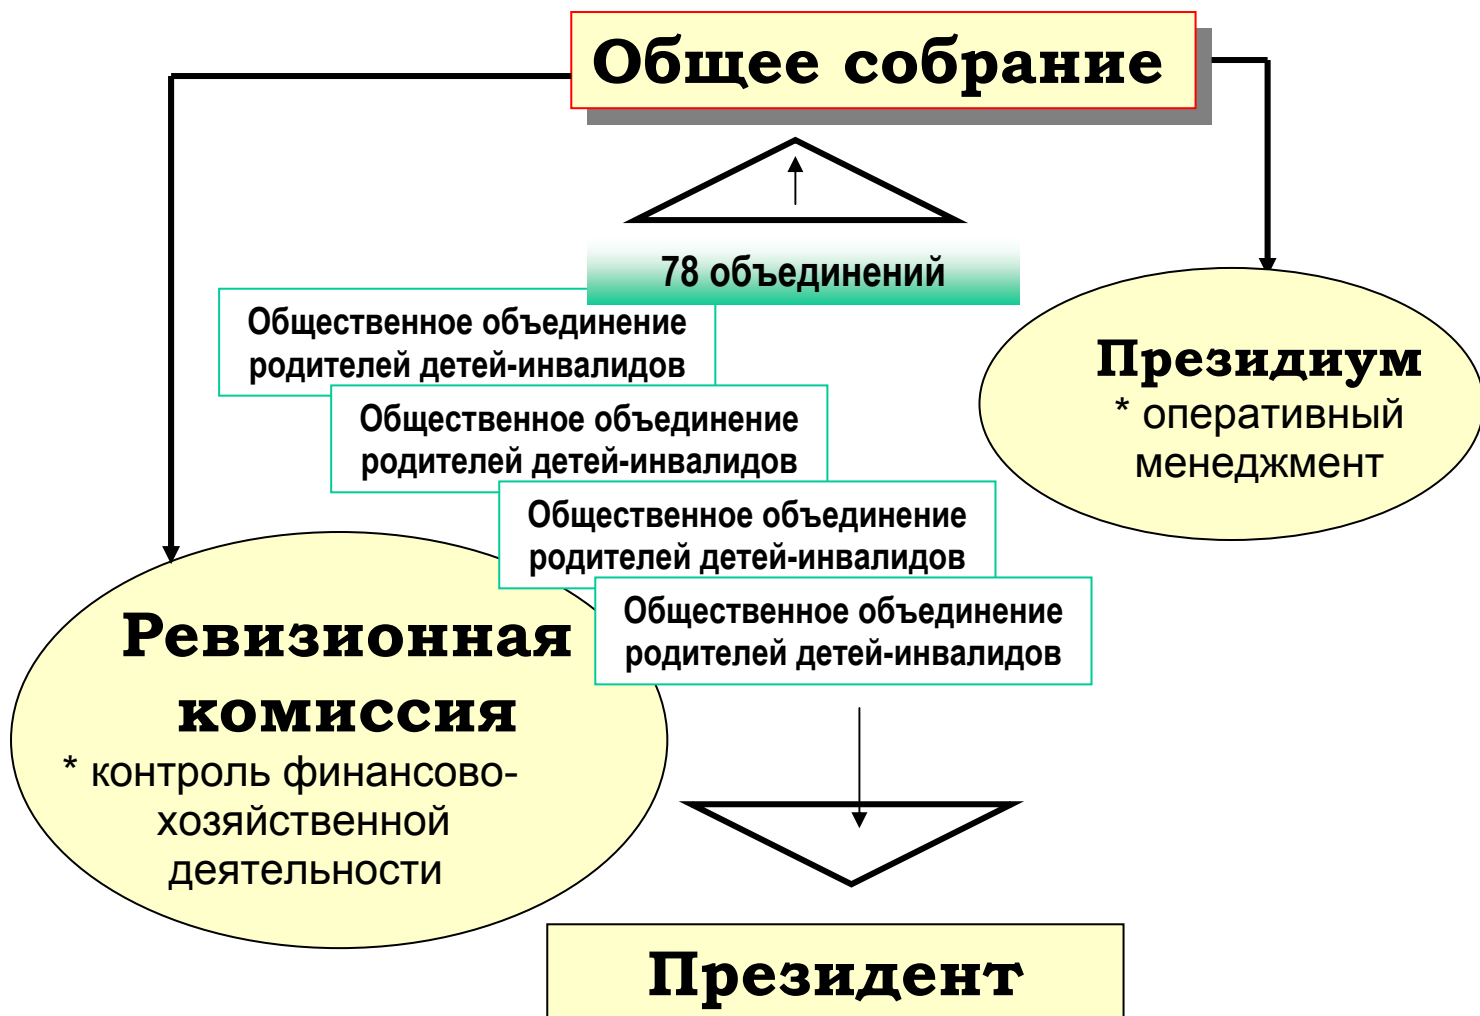 Общее собрание
78 объединений
Общественное объединение
родителей детей-инвалидов
Общественное объединение
родителей детей-инвалидов
Общественное объединение
родителей детей-инвалидов
Общественное объединение
родителей детей-инвалидов
Президиум
* оперативный
менеджмент
Ревизионная
комиссия
* контроль финансово-
хозяйственной
деятельности
Президент